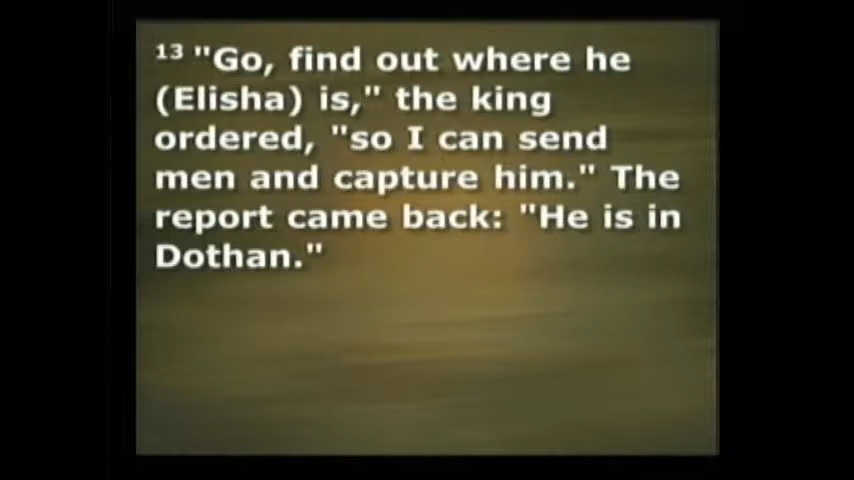 13 "Go, find out where he
(Elisha) is," the king
ordered, "so I can send
men and capture him." The
report came back: "He is in
Dothan."